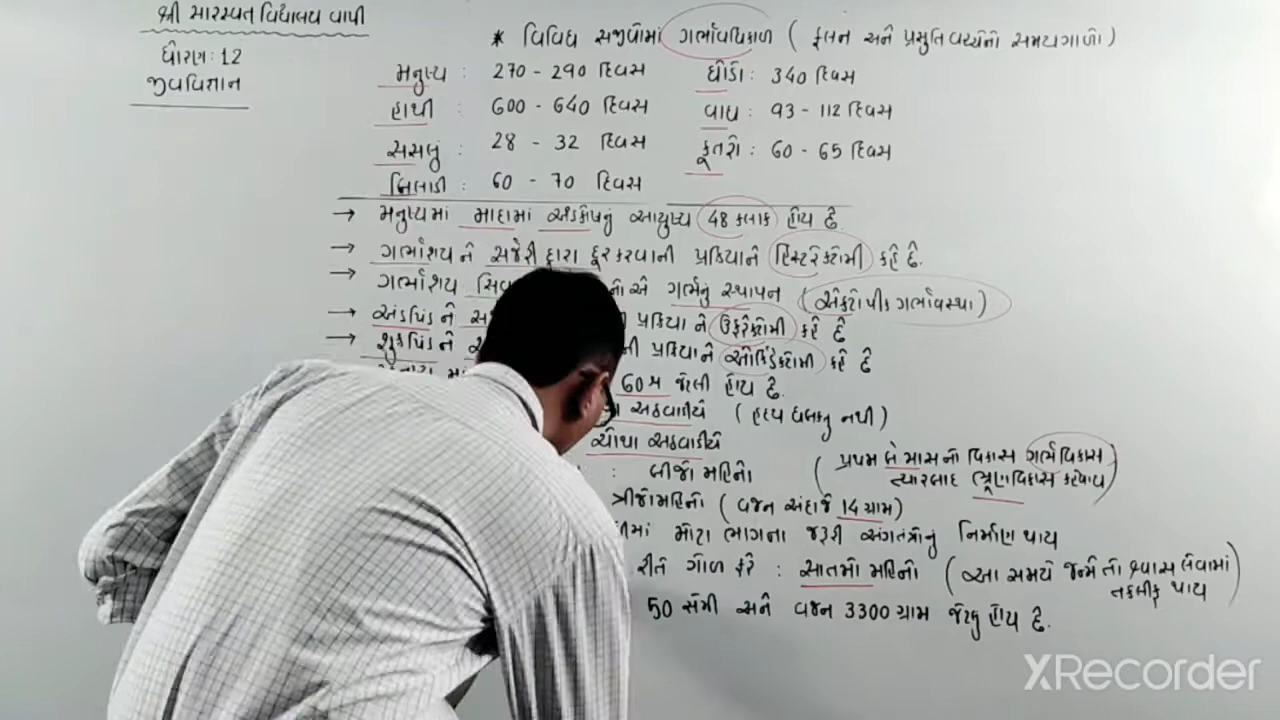 શ્રી સારસ્વત વિદ્યાલય વાપી
ધોરણ: 12
જીવવિજ્ઞાન
* વિવિધ સજીવોમાં ગર્ભાવધિકાળ ( ફલન અને પ્રસુતિ વચ્ચેનો સમયગાળો )
મનુષ્ય : 270 - 290 દિવસ ઘોડો : 340 દિવસ
હાથી : 600 - 640 દિવસ વાઘ : 93 - 112 દિવસ
સસલું : 28 - 32 દિવસ કૂતરો : 60 - 65 દિવસ
બિલાડી : 60 - 70 દિવસ
→ મનુષ્યમાં માદામાં અંડકોષનું આયુષ્ય 48 કલાક હોય છે.
→ ગર્ભાશય ને સર્જરી દ્વારા દૂર કરવાની પ્રક્રિયાને હિસ્ટરેક્ટોમી કહે છે.
→ ગર્ભાશય ગર્ભનું સ્થાપન ( એક્ટોપીક ગર્ભાવસ્થા )
→ અંડપિંડ ને પ્રક્રિયા ને ઉફરેક્ટોમી કહે છે
→ શુક્રપિંડ ને ની પ્રક્રિયાને ઓર્કિડેક્ટોમી કહે છે
60 % જેટલી હોય છે.
અઠવાડીયે ( હૃદય ધબકતુ નથી )
ચોથા અઠવાડીયે
: બીજો મહિનો ( પ્રથમ બે માસ નો વિકાસ ગર્ભવિકાસ
ત્યારબાદ ભ્રૂણવિકાસ કહેવાય )
ત્રીજો મહિનો ( વજન અંદાજે 14 ગ્રામ )
મોટા ભાગના જરૂરી અંગતંત્રોનું નિર્માણ થાય
રીતે ગોળ ફરે : સાતમો મહિનો ( આ સમયે જન્મે તો શ્વાસ લેવામાં
તકલીફ થાય )
50 સેમી અને વજન 3300 ગ્રામ જેટલુ હોય છે.
XRecorder